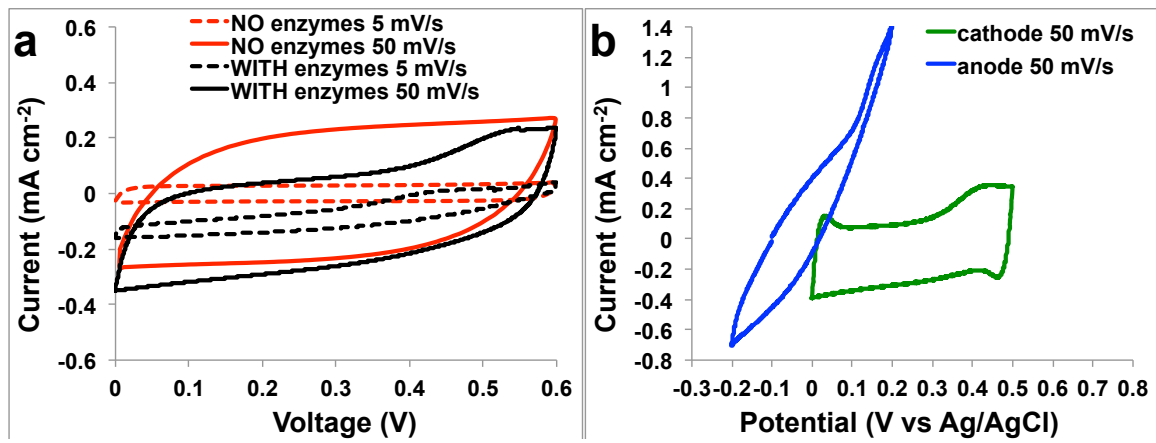 a
NO enzymes 5 mV/s
NO enzymes 50 mV/s
WITH enzymes 5 mV/s
WITH enzymes 50 mV/s
Current (mA cm-2)
0.6
0.4
0.2
0
-0.2
-0.4
-0.6
0 0.1 0.2 0.3 0.4 0.5 0.6
Voltage (V)
b
cathode 50 mV/s
anode 50 mV/s
Current (mA cm-2)
1.4
1.2
1
0.8
0.6
0.4
0.2
0
-0.2
-0.4
-0.6
-0.8
-0.3 -0.2 -0.1 0 0.1 0.2 0.3 0.4 0.5 0.6 0.7 0.8
Potential (V vs Ag/AgCl)